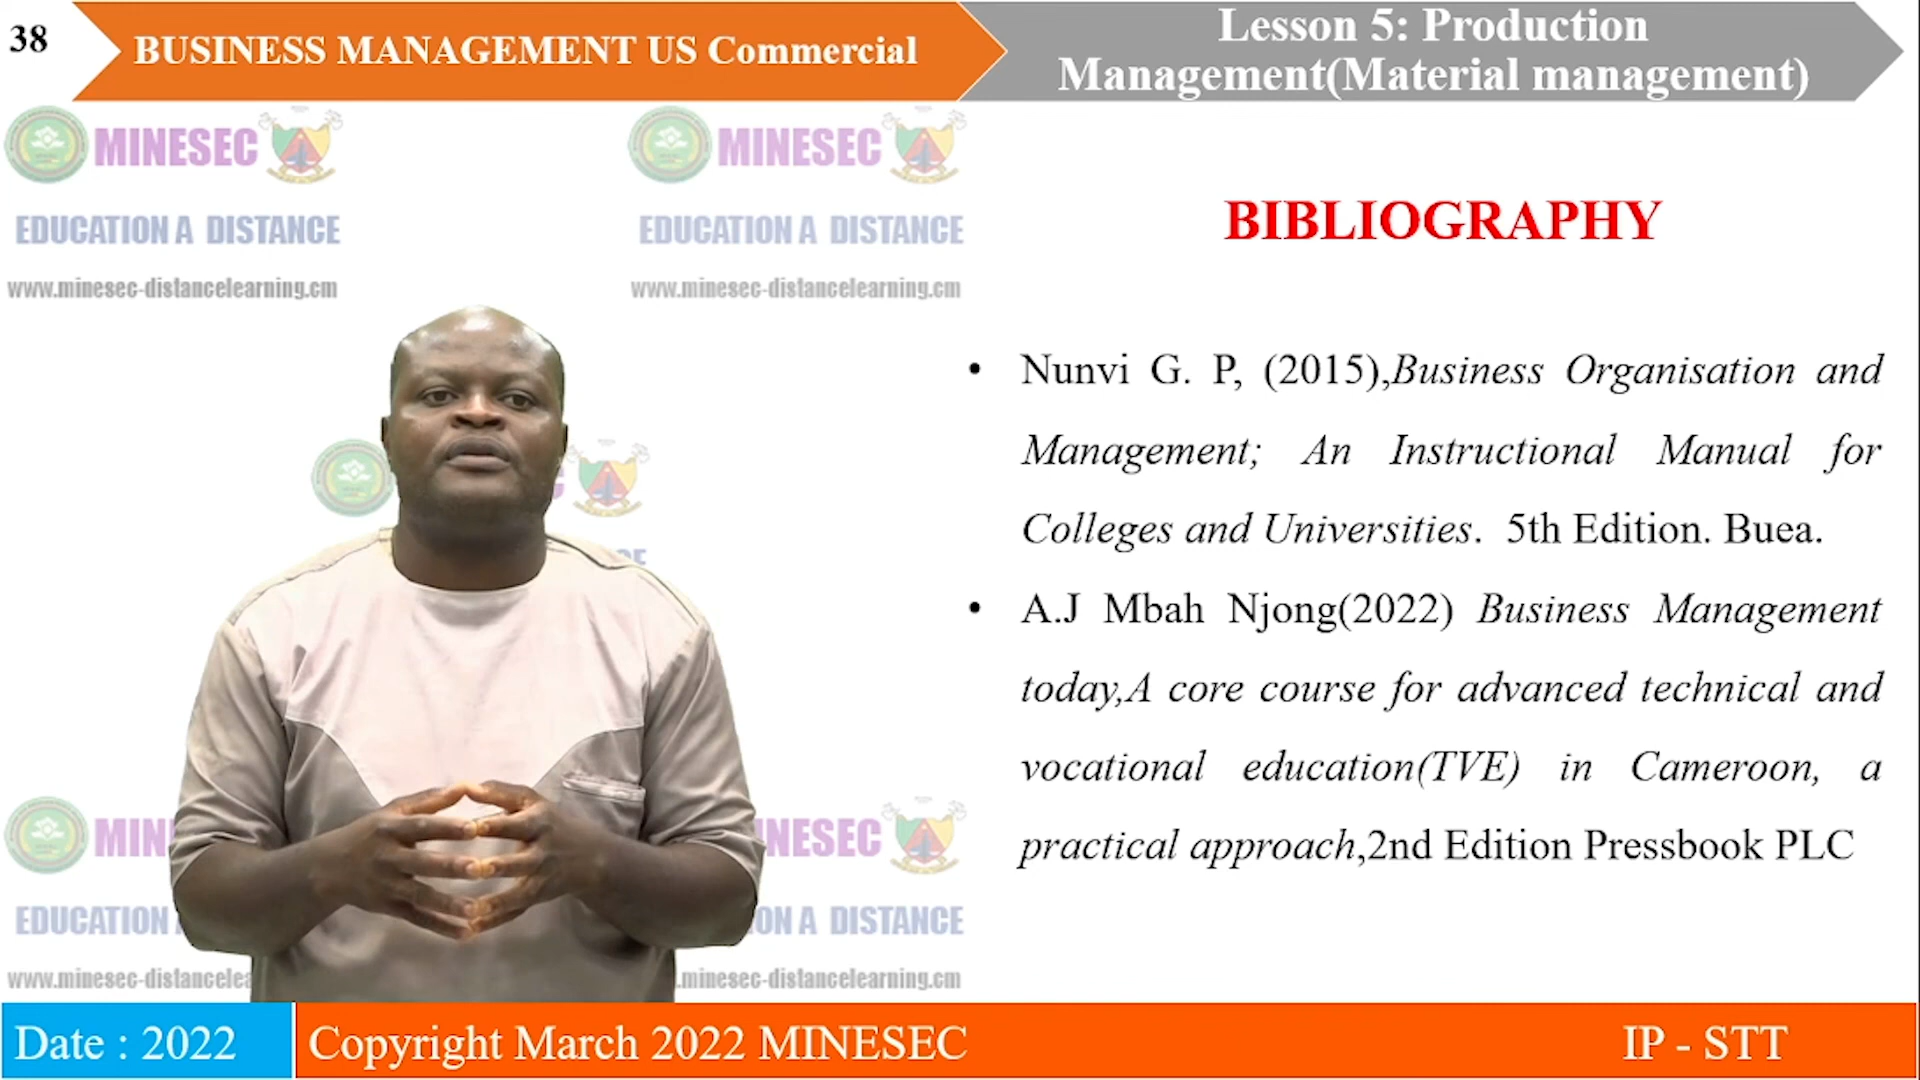 38
BUSINESS MANAGEMENT US Commercial
Lesson 5: Production
Management(Material management)
MINESEC
EDUCATION A DISTANCE
www.minesec-distancelearning.cm
MINESEC
EDUCATION A DISTANCE
www.minesec-distancelearning.cm
BIBLIOGRAPHY
• Nunvi G. P, (2015),Business Organisation and
Management; An Instructional Manual for
Colleges and Universities. 5th Edition. Buea.
• A.J Mbah Njong(2022) Business Management
today,A core course for advanced technical and
vocational education(TVE) in Cameroon, a
practical approach,2nd Edition Pressbook PLC
MIN
EDUCATION
www.minesec-distancelea
NESEC
ON A DISTANCE
.minesec-distancelearning.cm
Date : 2022
Copyright March 2022 MINESEC
IP - STT